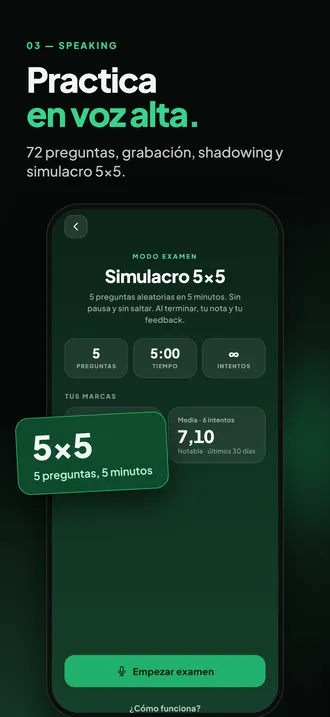 03 — SPEAKING
Practica
en voz alta.
72 preguntas, grabación, shadowing y
simulacro 5×5.
MODO EXAMEN
Simulacro 5×5
5 preguntas aleatorias en 5 minutos. Sin
pausa y sin saltar. Al terminar, tu nota y tu
feedback.
5
PREGUNTAS
5:00
TIEMPO
∞
INTENTOS
TUS MARCAS
5×5
5 preguntas, 5 minutos
Media · 6 intentos
7,10
Notable · últimos 30 días
Empezar examen
¿Cómo funciona?